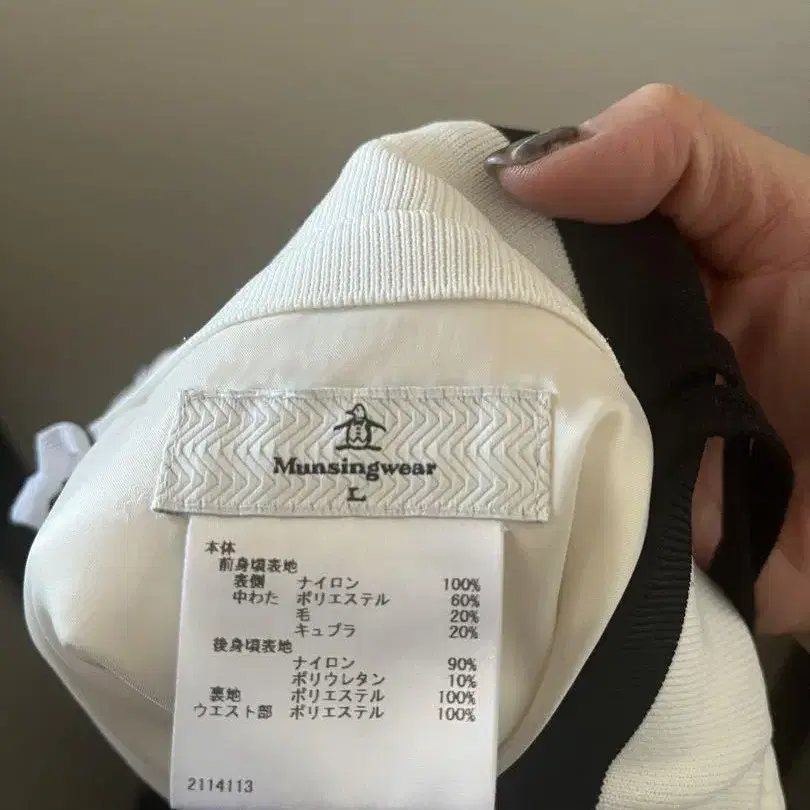 Munsingwear
L
本体
前身頃表地
表側 ナイロン 100%
中わた ポリエステル 60%
毛 20%
キュプラ 20%
後身頃表地
ナイロン 90%
ポリウレタン 10%
裏地 ポリエステル 100%
ウエスト部 ポリエステル 100%
2114113